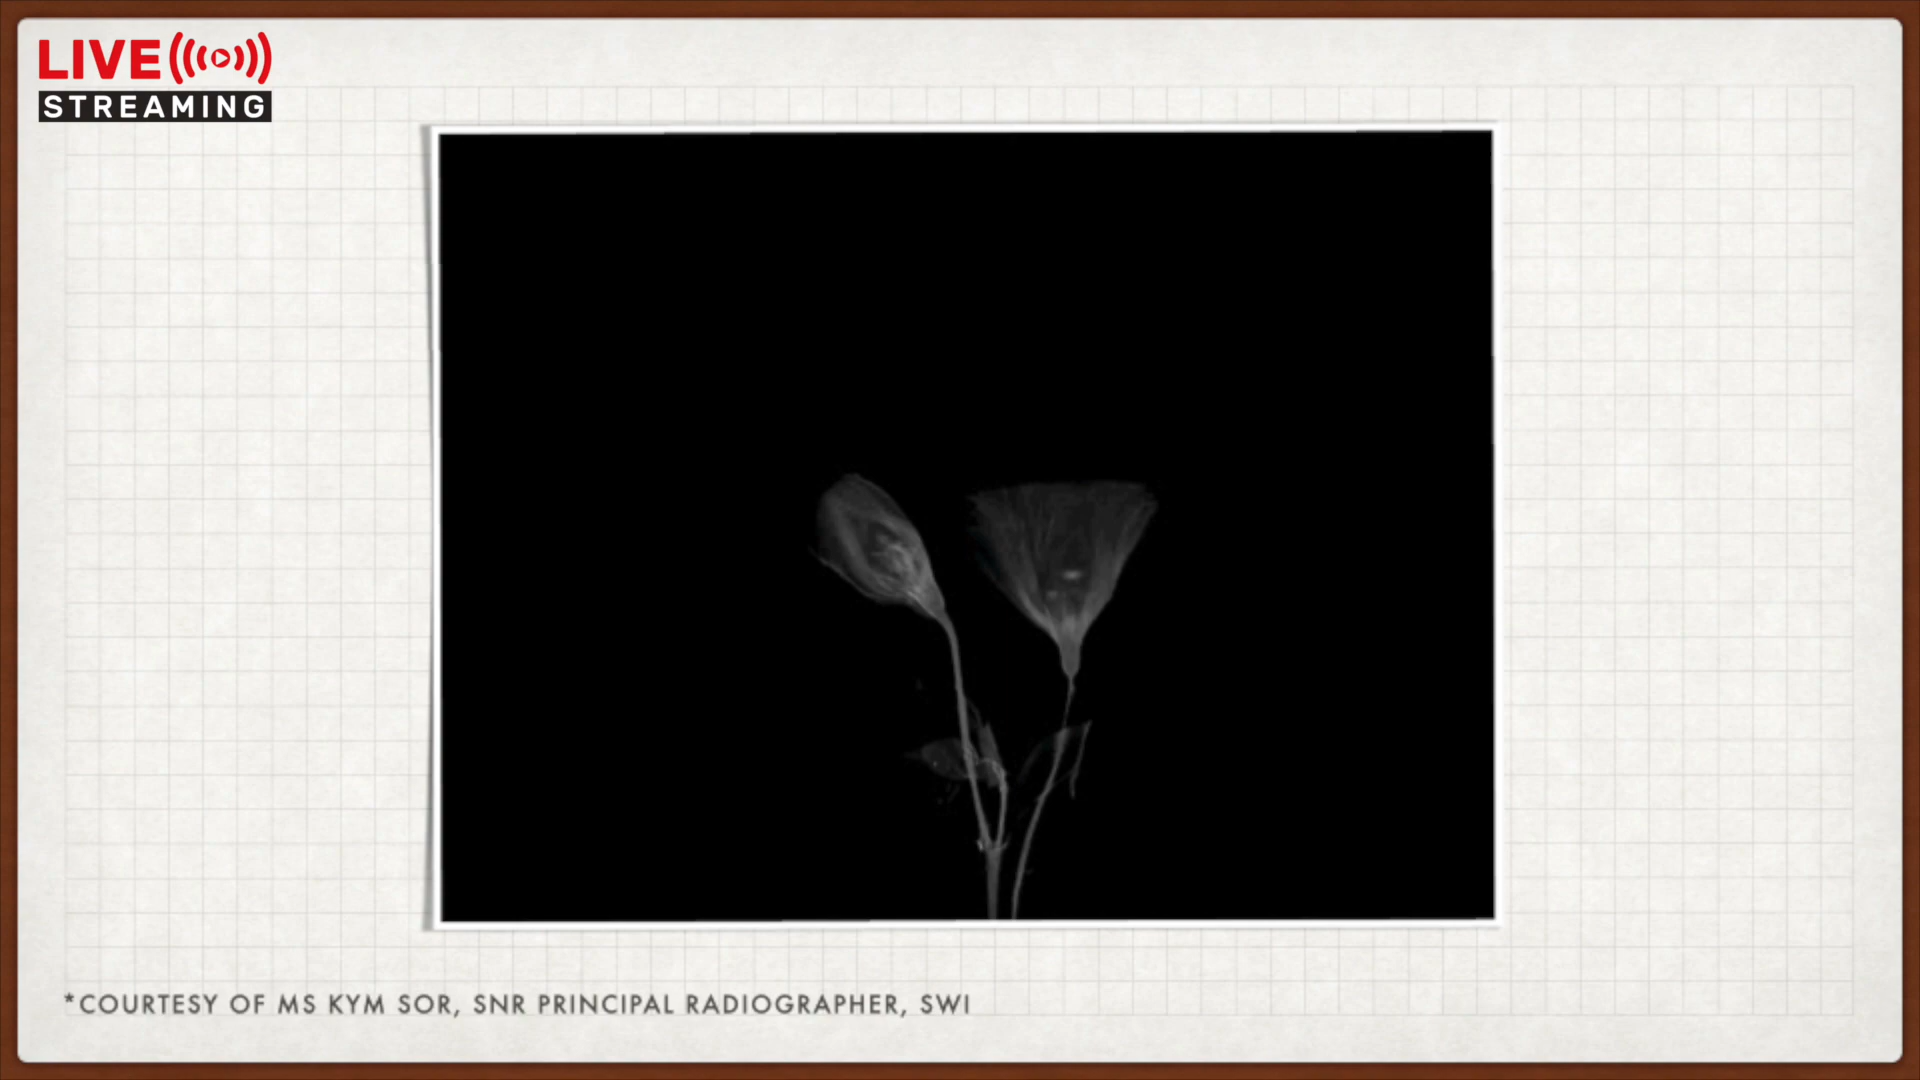 LIVE
STREAMING
*COURTESY OF MS KYM SOR, SNR PRINCIPAL RADIOGRAPHER, SWI